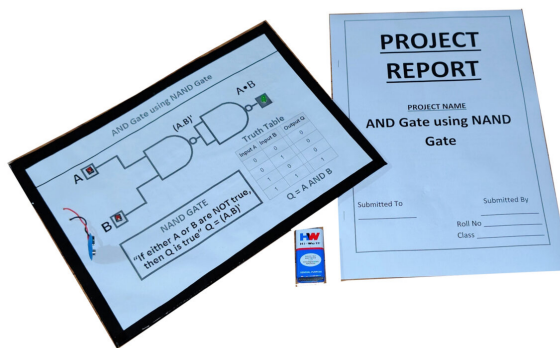 AND Gate using NAND Gate
A
B
(A.B)'
A•B
Truth Table
Input A Input B Output Q
0 0 0
0 1 0
1 0 0
1 1 1
Q = A AND B
NAND GATE
"If either A or B are NOT true,
then Q is true" Q = (A.B)'
HW
PROJECT
REPORT
PROJECT NAME
AND Gate using NAND
Gate
Submitted To
Submitted By
Roll No
Class